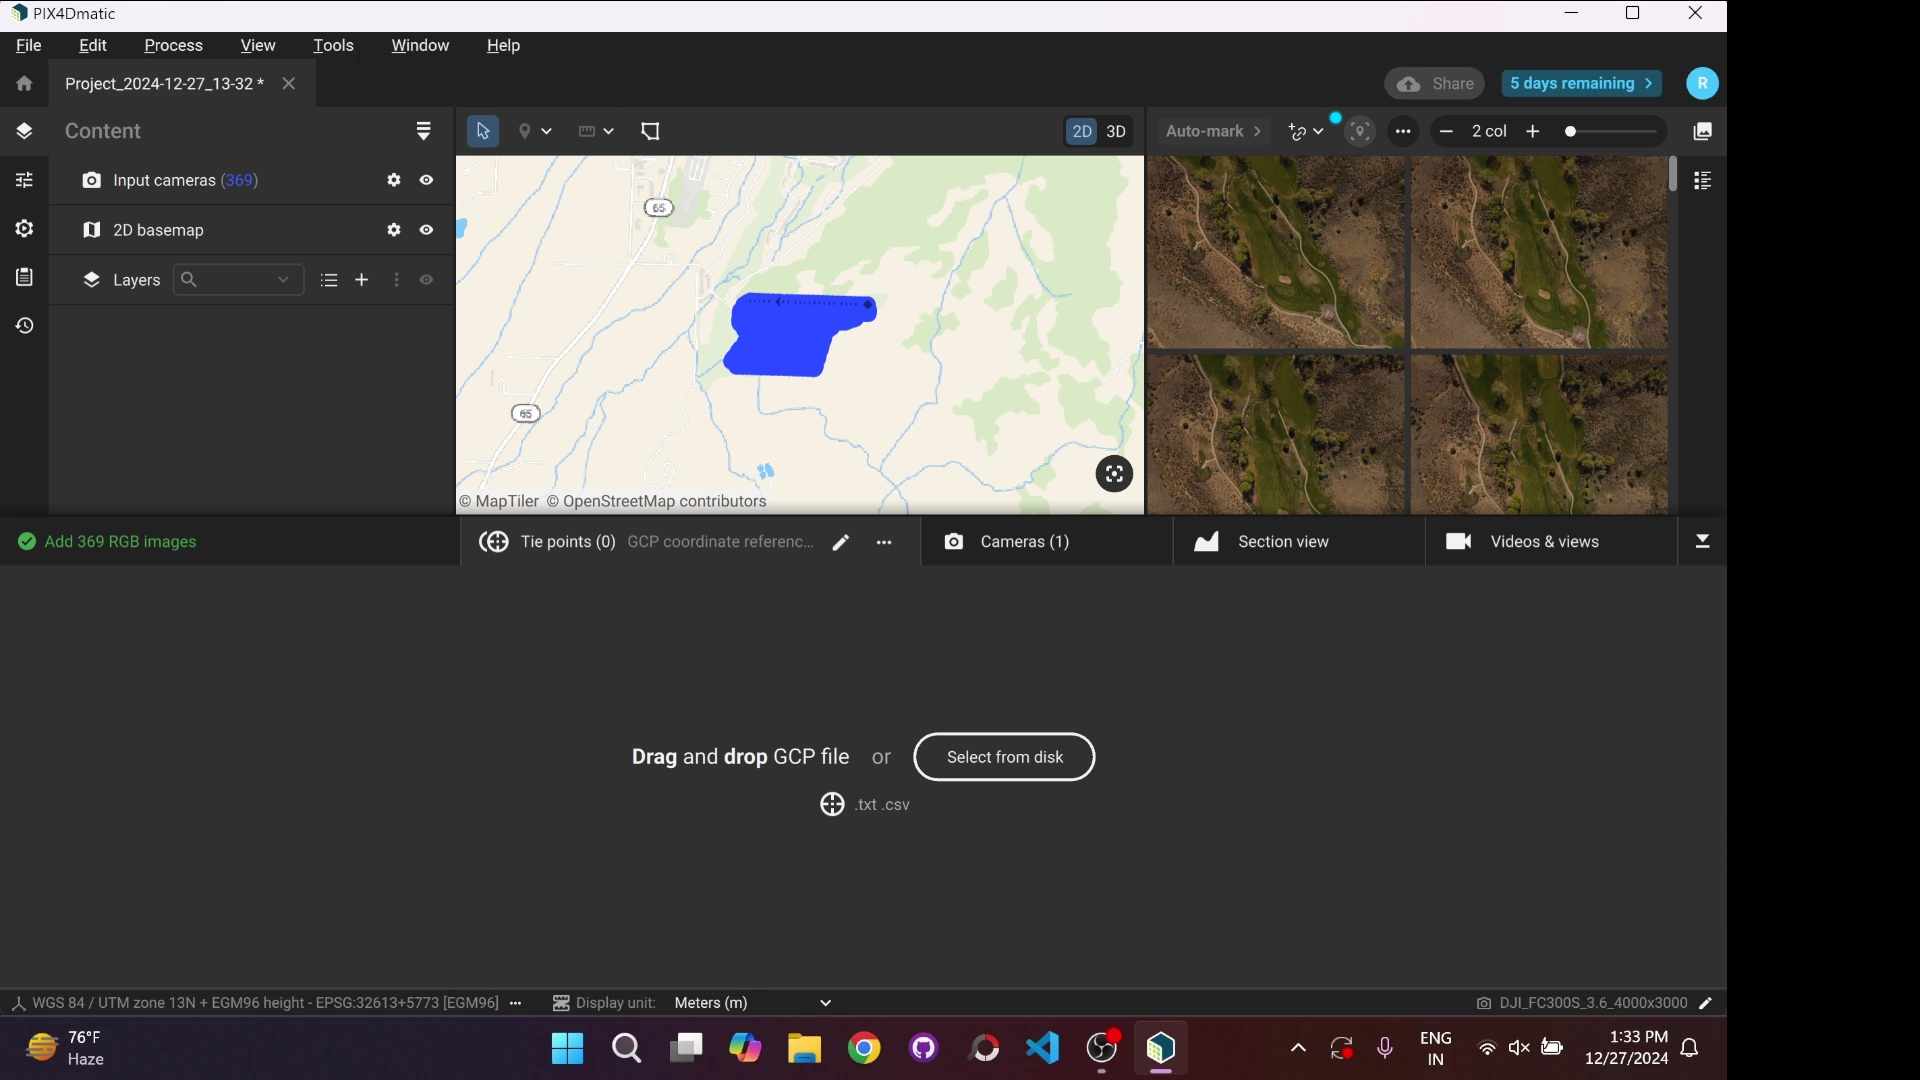 PIX4Dmatic
File Edit Process View Tools Window Help
Project_2024-12-27_13-32 *
Share
5 days remaining
R
Content
2D 3D
Auto-mark
2 col
Input cameras (369)
2D basemap
Layers
65
65
© MapTiler © OpenStreetMap contributors
Add 369 RGB images
Tie points (0) GCP coordinate referenc...
Cameras (1)
Section view
Videos & views
Drag and drop GCP file or Select from disk
.txt .csv
WGS 84 / UTM zone 13N + EGM96 height - EPSG:32613+5773 [EGM96]
Display unit: Meters (m)
DJI_FC300S_3.6_4000x3000
76°F
Haze
ENG
IN
1:33 PM
12/27/2024